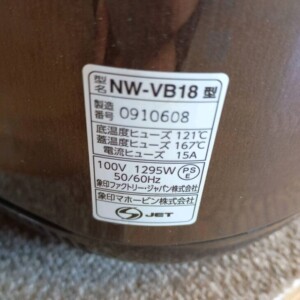 型名 NW-VB18 型
製造番号 0910608
底温度ヒューズ 121℃
蓋温度ヒューズ 167℃
電流ヒューズ 15A
100V 1295W
50/60Hz
PSE
象印ファクトリー・ジャパン株式会社
象印マホービン株式会社
JET